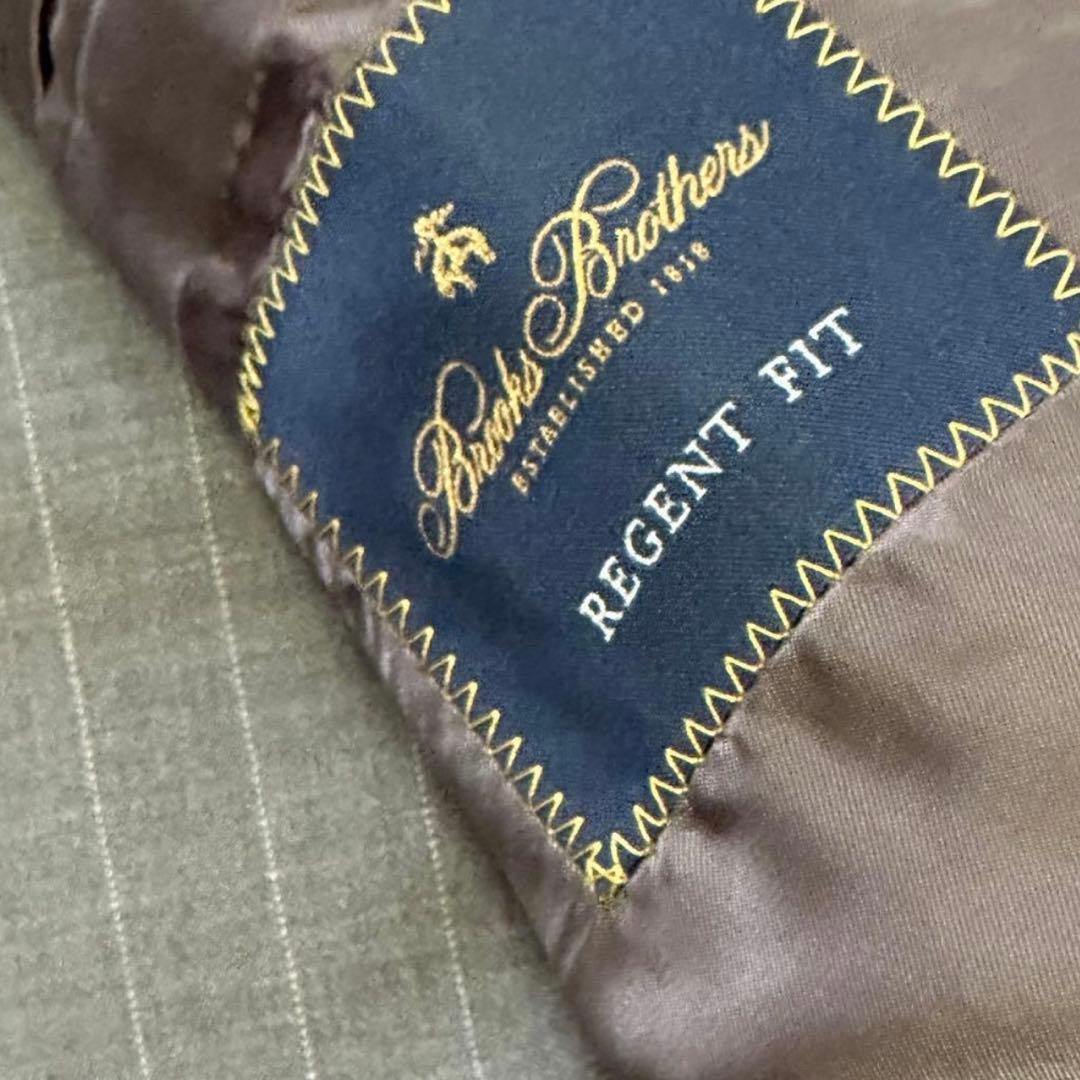 Brooks Brothers
ESTABLISHED 1818
REGENT FIT